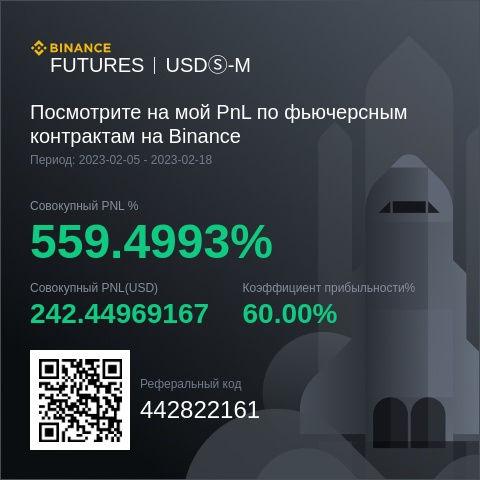 BINANCE
FUTURES | USDⓈ-M
Посмотрите на мой PnL по фьючерсным
контрактам на Binance
Период: 2023-02-05 - 2023-02-18
Совокупный PNL %
559.4993%
Совокупный PNL(USD) Коэффициент прибыльности%
242.44969167 60.00%
Реферальный код
442822161